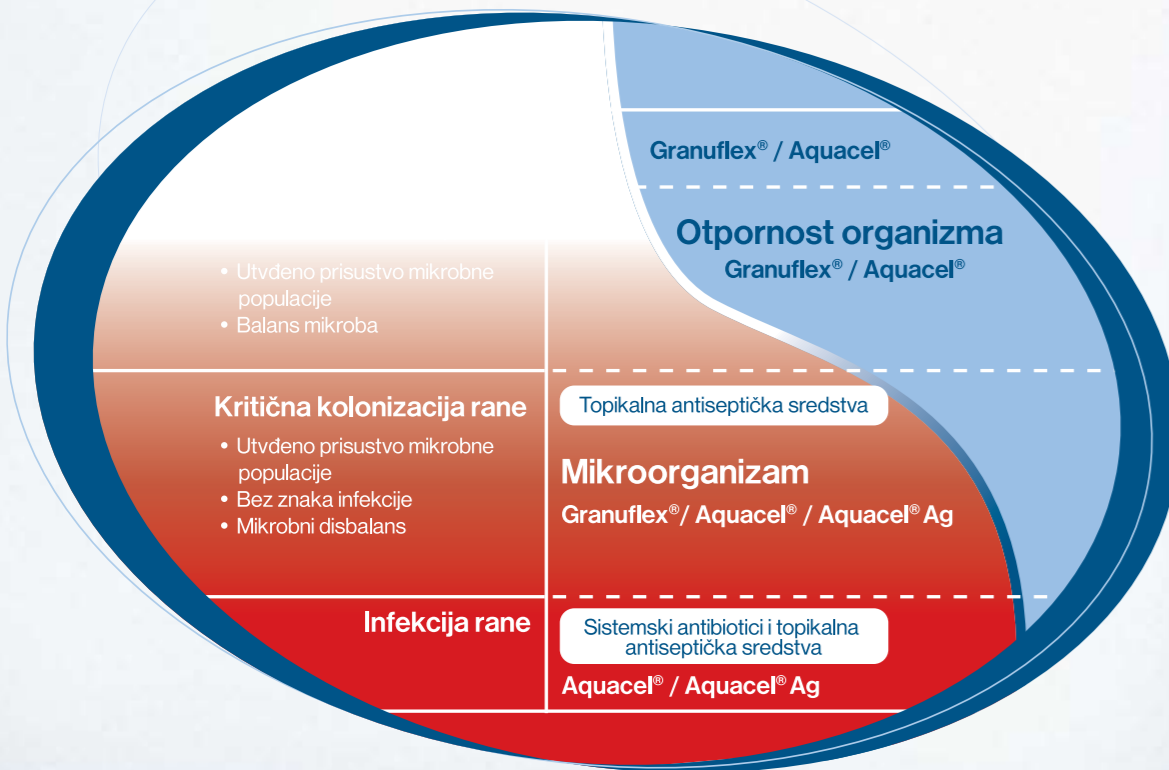 Granuflex® / Aquacel®
Otpornost organizma
Granuflex® / Aquacel®
• Utvđeno prisustvo mikrobne
populacije
• Balans mikroba
Kritična kolonizacija rane
• Utvđeno prisustvo mikrobne
populacije
• Bez znaka infekcije
• Mikrobni disbalans
Topikalna antiseptička sredstva
Mikroorganizam
Granuflex®/ Aquacel® / Aquacel® Ag
Infekcija rane
Sistemski antibiotici i topikalna
antiseptička sredstva
Aquacel® / Aquacel® Ag